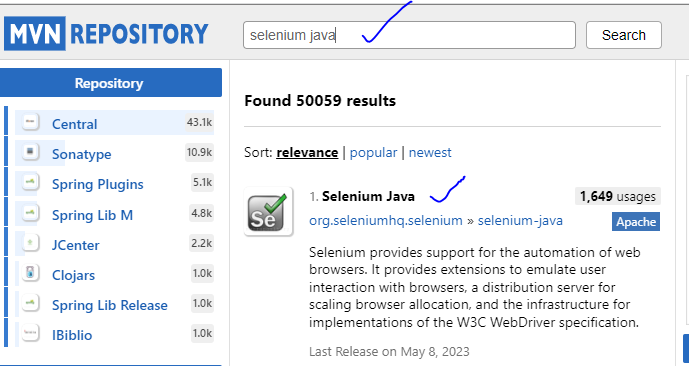 MVN REPOSITORY
selenium java
Search
Repository
Central 43.1k
Sonatype 10.9k
Spring Plugins 5.1k
Spring Lib M 4.8k
JCenter 2.2k
Clojars 1.0k
Spring Lib Release 1.0k
IBiblio 1.0k
Found 50059 results
Sort: relevance | popular | newest
Se
1. Selenium Java
1,649 usages
org.seleniumhq.selenium » selenium-java
Apache
Selenium provides support for the automation of web
browsers. It provides extensions to emulate user
interaction with browsers, a distribution server for
scaling browser allocation, and the infrastructure for
implementations of the W3C WebDriver specification.
Last Release on May 8, 2023